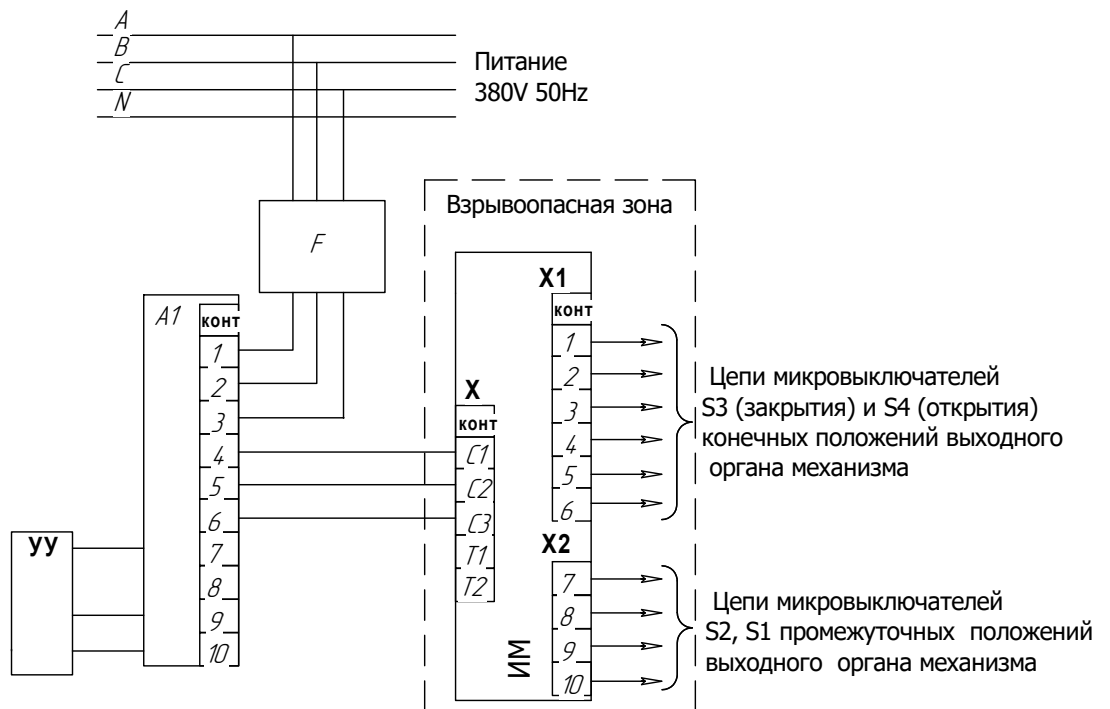 A
B
C
N
Питание
380V 50Hz
F
Взрывоопасная зона
A1
конт
1
2
3
4
5
6
7
8
9
10
УУ
X
конт
C1
C2
C3
T1
T2
ИМ
X1
конт
1
2
3
4
5
6
X2
7
8
9
10
Цепи микровыключателей
S3 (закрытия) и S4 (открытия)
конечных положений выходного
органа механизма
Цепи микровыключателей
S2, S1 промежуточных положений
выходного органа механизма